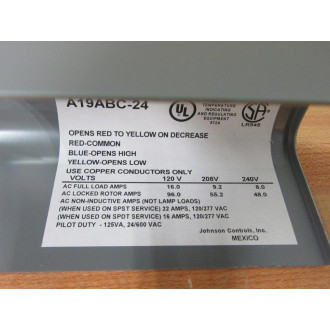 A19ABC-24
UL
TEMPERATURE
INDICATING
AND
REGULATING
EQUIPMENT
SA
LR948
OPENS RED TO YELLOW ON DECREASE
RED-COMMON
BLUE-OPENS HIGH
YELLOW-OPENS LOW
USE COPPER CONDUCTORS ONLY
VOLTS 120 V 208V 240V
AC FULL LOAD AMPS 16.0 9.2 8.0
AC LOCKED ROTOR AMPS 96.0 55.2 48.0
AC NON-INDUCTIVE AMPS (NOT LAMP LOADS)
(WHEN USED ON SPST SERVICE) 22 AMPS, 120/277 VAC
(WHEN USED ON SPDT SERVICE) 16 AMPS, 120/277 VAC
PILOT DUTY - 125VA, 24/600 VAC
Johnson Controls, Inc.
MEXICO